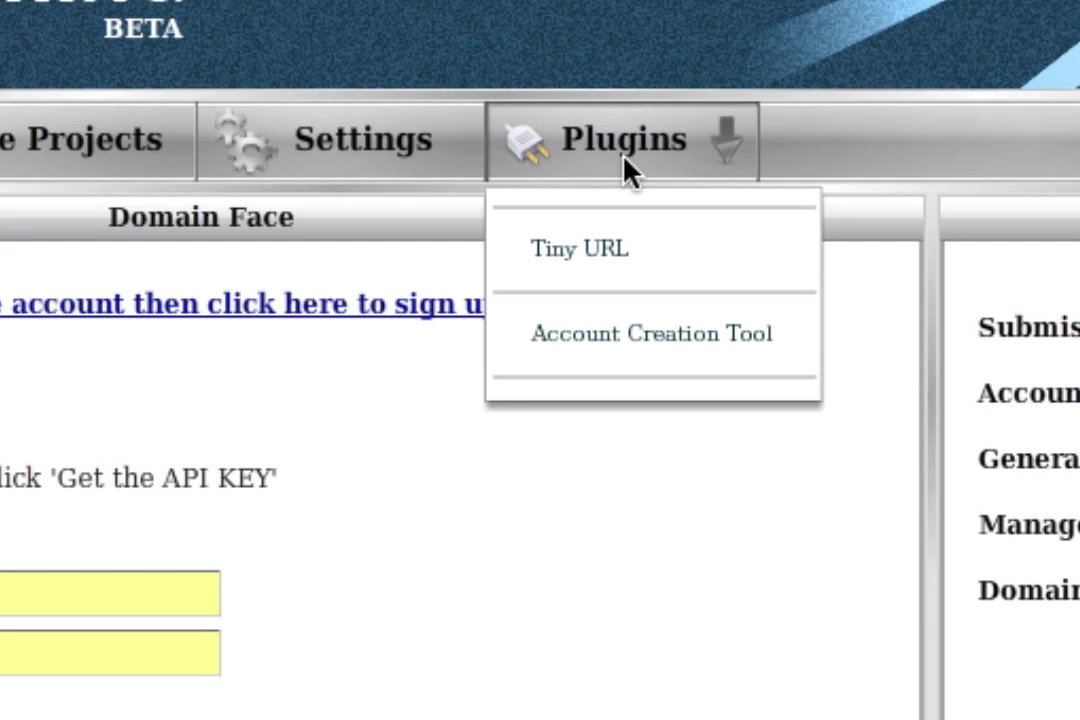 BETA
e Projects
Settings
Plugins
Domain Face
Tiny URL
account then click here to sign u
Account Creation Tool
Submis
Accoun
lick 'Get the API KEY'
Genera
Manage
Domain